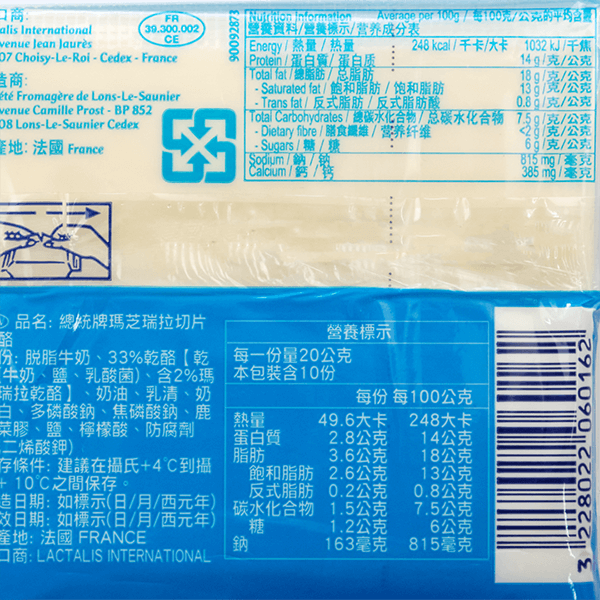 口商:
alis International
venue Jean Jaurès
07 Choisy-Le-Roi - Cedex - France
造商:
été Fromagère de Lons-Le-Saunier
venue Camille Prost - BP 852
08 Lons-Le-Saunier Cedex
產地: 法國 France
FR
39.300.002
CE
90092873
Nutrition Information Average per 100g / 每100克/公克的平均含量
營養資料/營養標示/营养成分表
Energy / 熱量 / 热量 248 kcal / 千卡/大卡 1032 kJ/千焦
Protein / 蛋白質 / 蛋白质 14 g /克/公克
Total fat / 總脂肪 / 总脂肪 18 g /克/公克
- Saturated fat / 飽和脂肪 / 饱和脂肪 13 g /克/公克
- Trans fat / 反式脂肪 / 反式脂肪酸 0.8 g /克/公克
Total Carbohydrates / 總碳水化合物 / 总碳水化合物 7.5 g /克/公克
- Dietary fibre / 膳食纖維 / 营养纤维 <2 g /克/公克
- Sugars / 糖 / 糖 6 g /克/公克
Sodium / 鈉 / 钠 815 mg / 毫克
Calcium / 鈣 / 钙 385 mg / 毫克
品名: 總統牌瑪芝瑞拉切片
酪
份: 脱脂牛奶、33%乾酪【乾
牛奶、鹽、乳酸菌)、含2%瑪
瑞拉乾酪】、奶油、乳清、奶
白、多磷酸鈉、焦磷酸鈉、鹿
菜膠、鹽、檸檬酸、防腐劑
二烯酸鉀)
存條件: 建議在攝氏+4℃到攝
+ 10℃之間保存。
造日期: 如標示(日/月/西元年)
效日期: 如標示(日/月/西元年)
產地: 法國 FRANCE
口商: LACTALIS INTERNATIONAL
營養標示
每一份量20公克
本包裝含10份
每份 每100公克
熱量 49.6大卡 248大卡
蛋白質 2.8公克 14公克
脂肪 3.6公克 18公克
飽和脂肪 2.6公克 13公克
反式脂肪 0.2公克 0.8公克
碳水化合物 1.5公克 7.5公克
糖 1.2公克 6公克
鈉 163毫克 815毫克
3 228022 060162